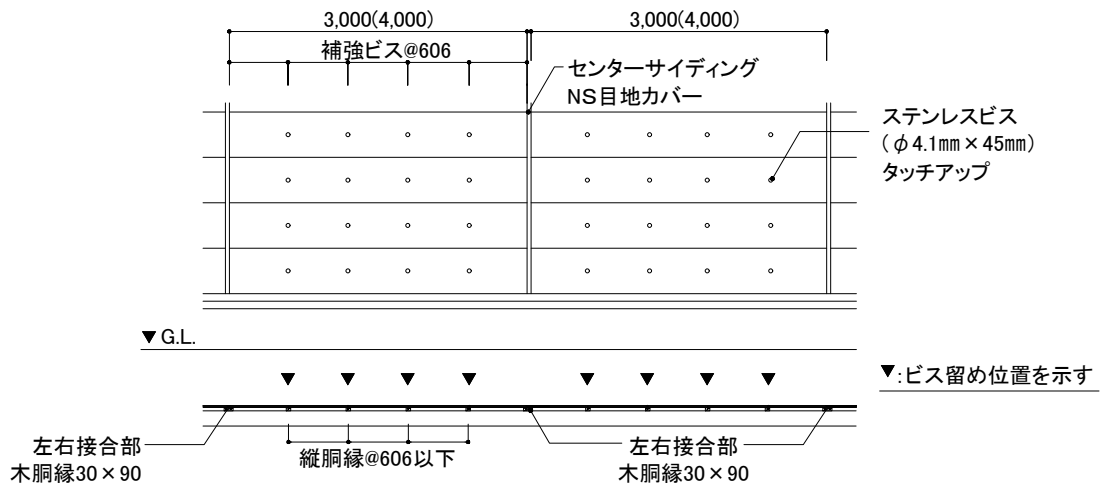 3,000(4,000)
3,000(4,000)
補強ビス@606
センターサイディング
NS目地カバー
ステンレスビス
(φ4.1㎜×45㎜)
タッチアップ
▼G.L.
▼:ビス留め位置を示す
左右接合部
木胴縁30×90
縦胴縁@606以下
左右接合部
木胴縁30×90